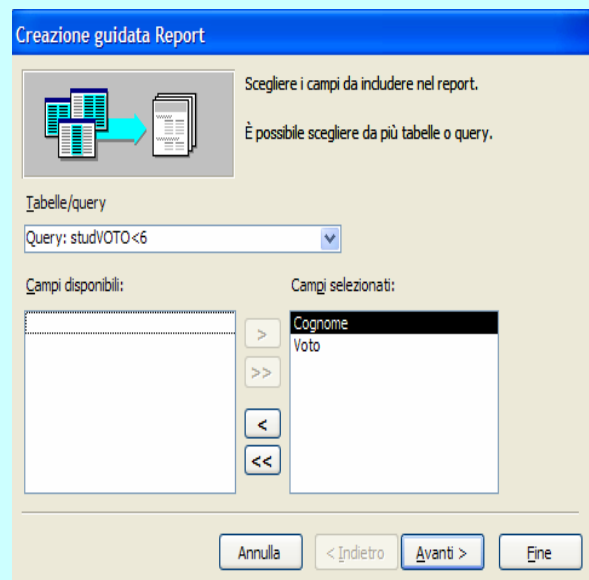 Creazione guidata Report
Scegliere i campi da includere nel report.
È possibile scegliere da più tabelle o query.
Tabelle/query
Query: studVOTO<6
Campi disponibili:
Campi selezionati:
Cognome
Voto
>
>>
<
<<
Annulla
< Indietro
Avanti >
Fine